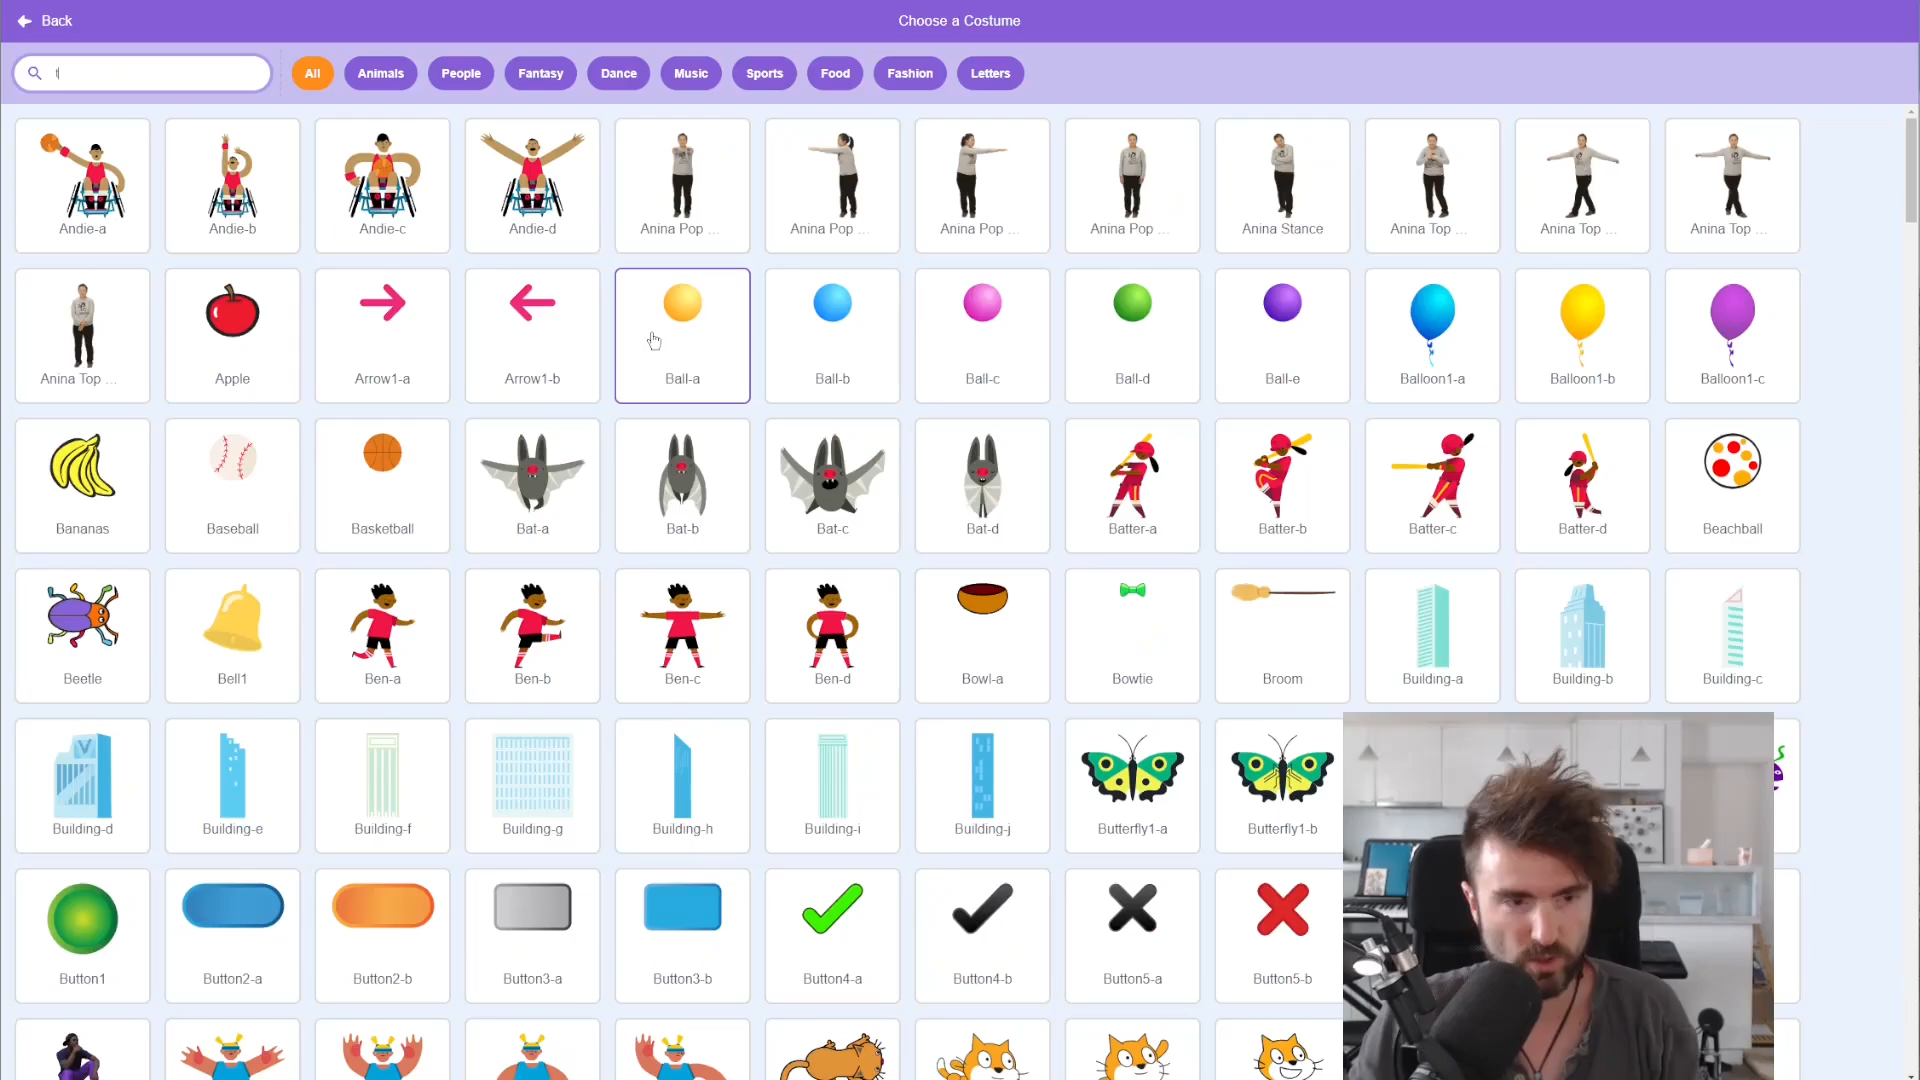 Back
Choose a Costume
t
All
Animals
People
Fantasy
Dance
Music
Sports
Food
Fashion
Letters
Andie-a
Andie-b
Andie-c
Andie-d
Anina Pop ...
Anina Pop ...
Anina Pop ...
Anina Pop ...
Anina Stance
Anina Top ...
Anina Top ...
Anina Top ...
Anina Top ...
Apple
Arrow1-a
Arrow1-b
Ball-a
Ball-b
Ball-c
Ball-d
Ball-e
Balloon1-a
Balloon1-b
Balloon1-c
Bananas
Baseball
Basketball
Bat-a
Bat-b
Bat-c
Bat-d
Batter-a
Batter-b
Batter-c
Batter-d
Beachball
Beetle
Bell1
Ben-a
Ben-b
Ben-c
Ben-d
Bowl-a
Bowtie
Broom
Building-a
Building-b
Building-c
Building-d
Building-e
Building-f
Building-g
Building-h
Building-i
Building-j
Butterfly1-a
Butterfly1-b
Button1
Button2-a
Button2-b
Button3-a
Button3-b
Button4-a
Button4-b
Button5-a
Button5-b